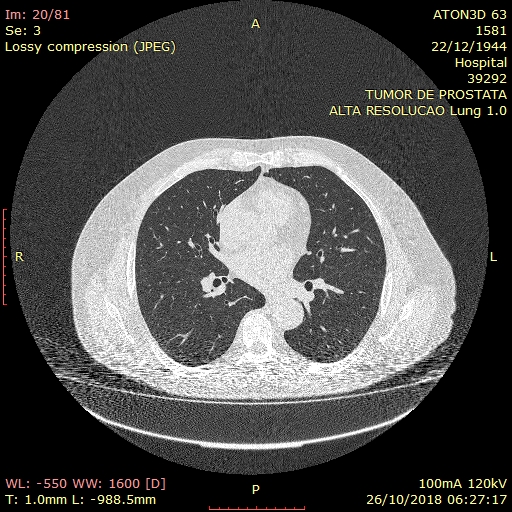 Im: 20/81
Se: 3
Lossy compression (JPEG)
A
ATON3D 63
1581
22/12/1944
Hospital
39292
TUMOR DE PROSTATA
ALTA RESOLUCAO Lung 1.0
R
L
WL: -550 WW: 1600 [D]
T: 1.0mm L: -988.5mm
P
100mA 120kV
26/10/2018 06:27:17